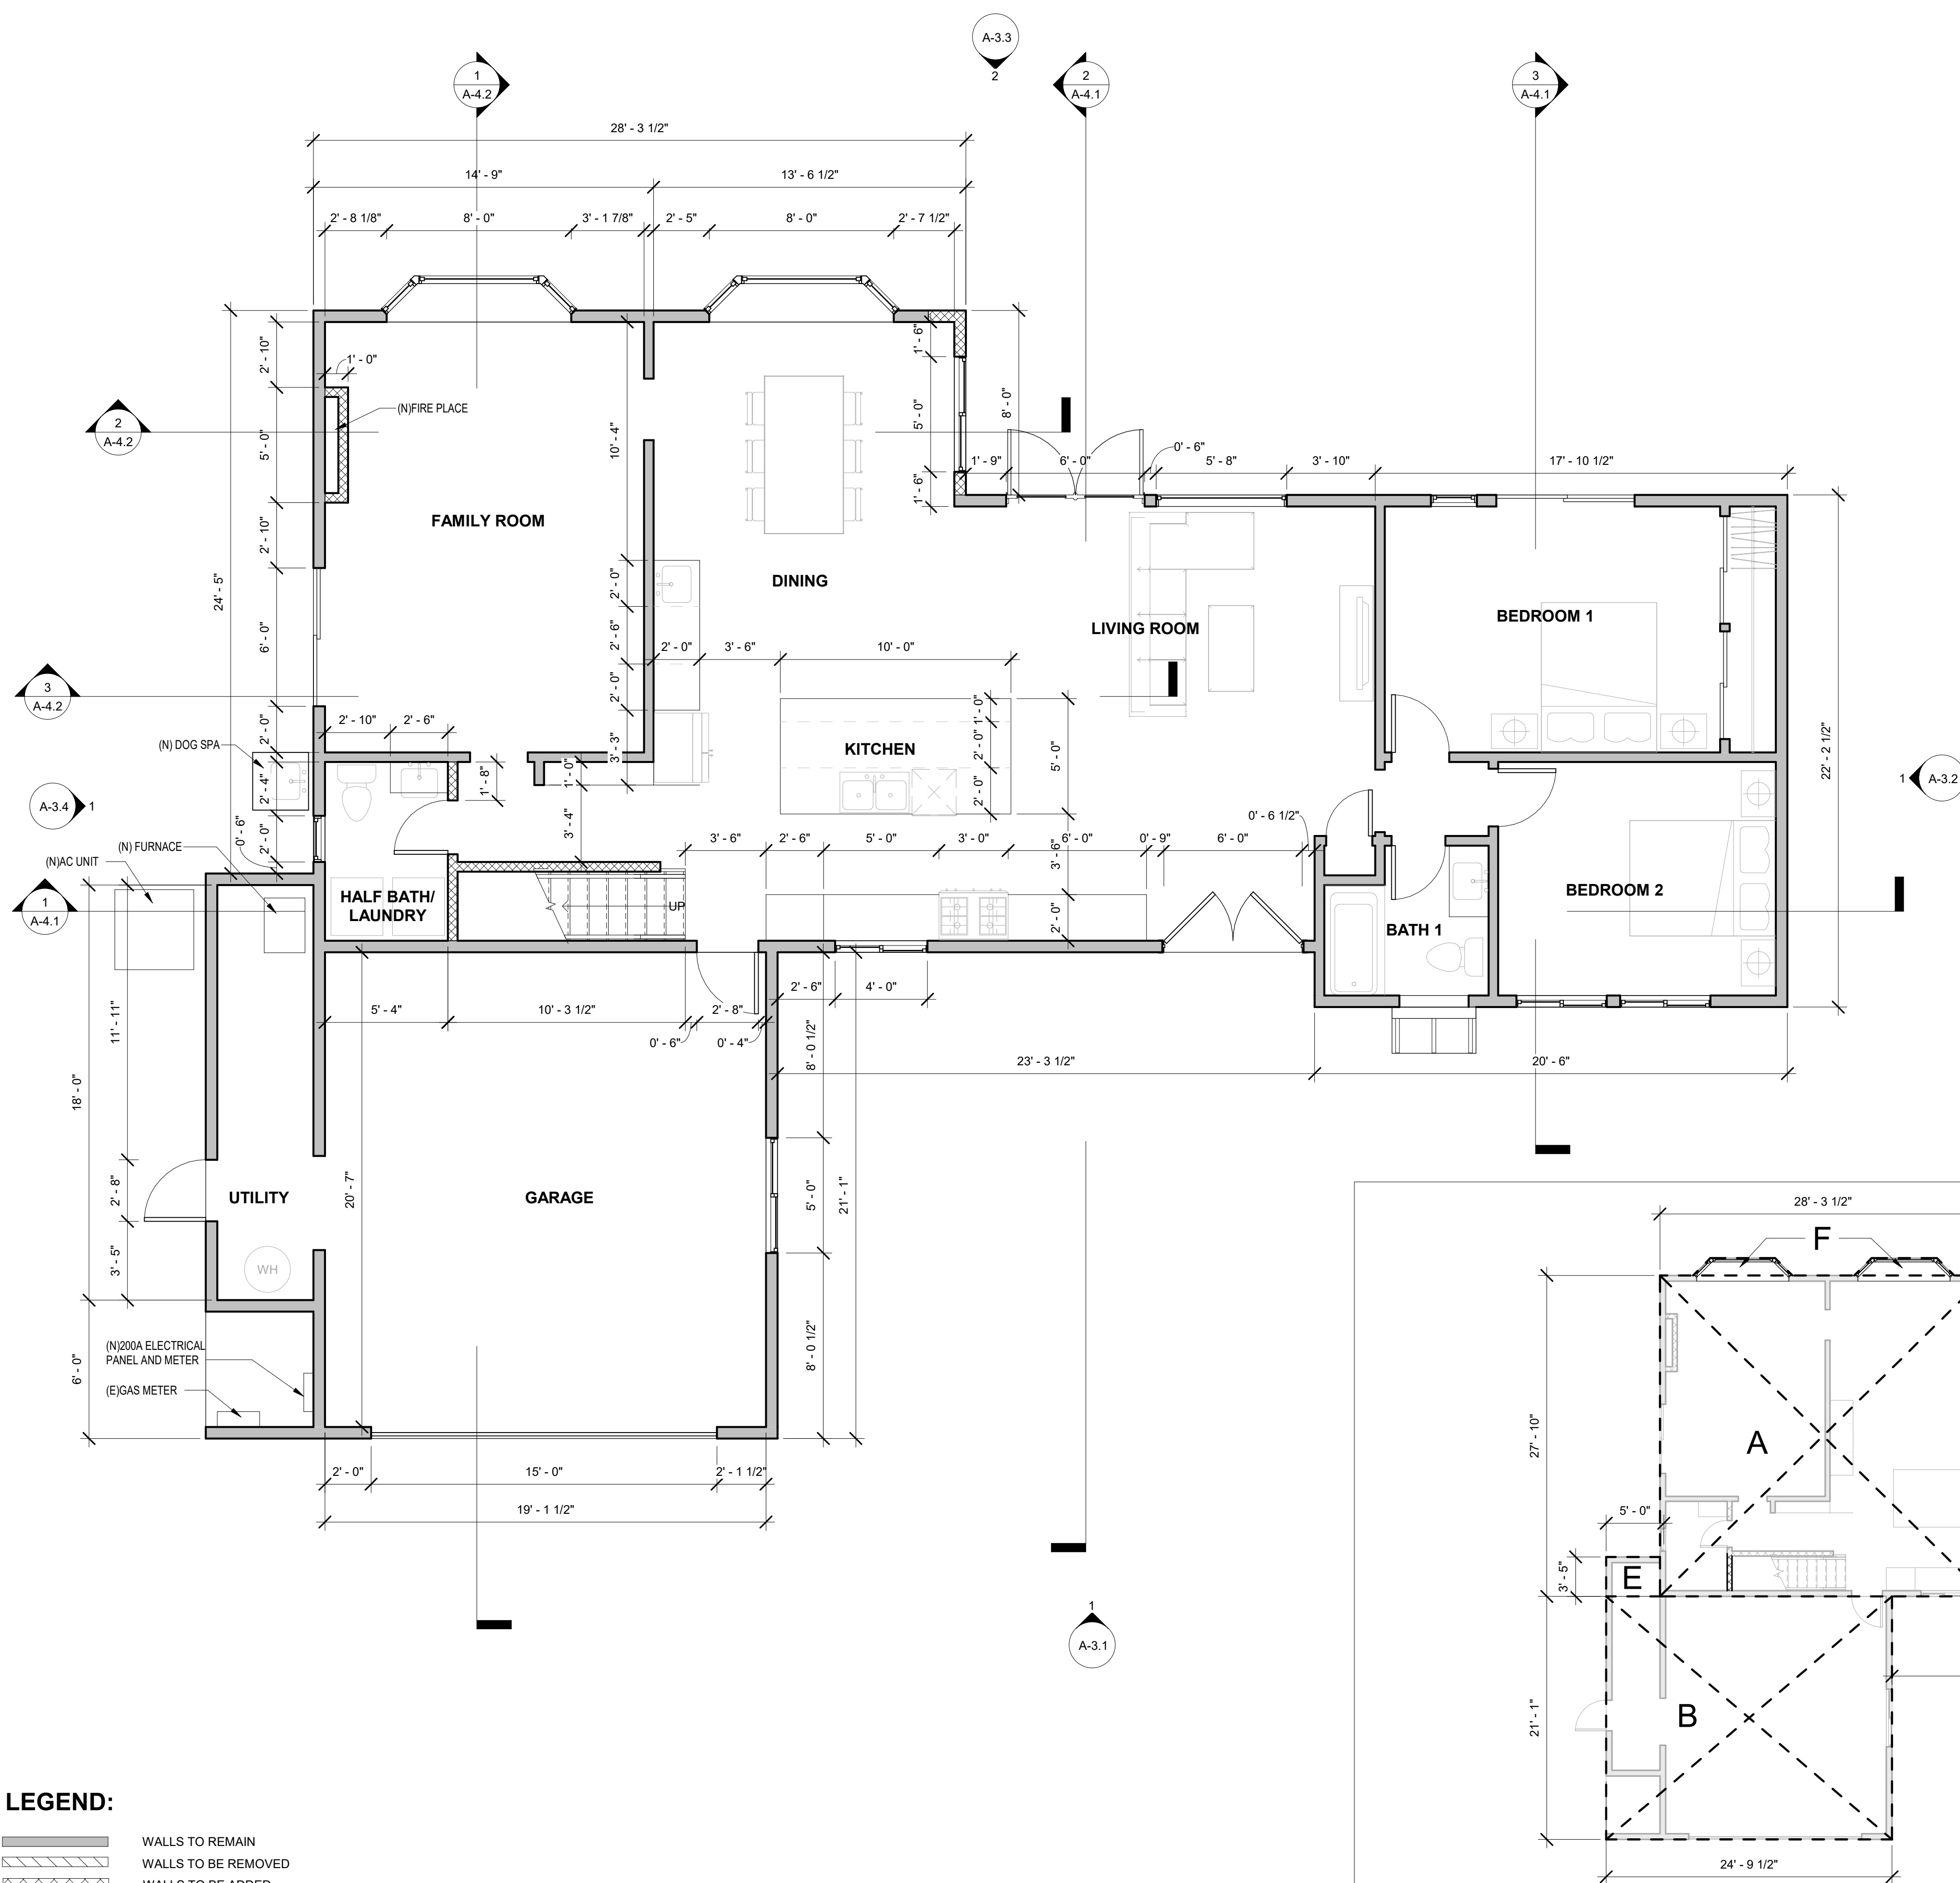 A-3.3
2
1
A-4.2
2
A-4.1
3
A-4.1
28' - 3 1/2"
14' - 9"
13' - 6 1/2"
2' - 8 1/8"
8' - 0"
3' - 1 7/8"
2' - 5"
8' - 0"
2' - 7 1/2"
2' - 10"
1' - 0"
1' - 6"
8' - 0"
(N)FIRE PLACE
2
A-4.2
5' - 0"
10' - 4"
5' - 0"
0' - 6"
1' - 9"
6' - 0"
5' - 8"
3' - 10"
17' - 10 1/2"
1' - 6"
FAMILY ROOM
2' - 10"
24' - 5"
2' - 0"
DINING
BEDROOM 1
LIVING ROOM
6' - 0"
2' - 6"
2' - 0"
3' - 6"
10' - 0"
3
A-4.2
2' - 0"
1' - 0"
2' - 10"
2' - 6"
2' - 0"
(N) DOG SPA
3' - 3"
2' - 0"
KITCHEN
5' - 0"
22' - 2 1/2"
1
A-3.2
2' - 4"
1' - 8"
1' - 0"
2' - 0"
A-3.4
1
0' - 6"
2' - 0"
3' - 4"
0' - 6 1/2"
3' - 6"
2' - 6"
5' - 0"
3' - 0"
6' - 0"
0' - 9"
6' - 0"
3' - 6"
(N) FURNACE
(N)AC UNIT
1
A-4.1
HALF BATH/
LAUNDRY
UP
2' - 0"
BATH 1
BEDROOM 2
2' - 6"
4' - 0"
5' - 4"
10' - 3 1/2"
2' - 8"
0' - 6"
0' - 4"
11' - 11"
8' - 0 1/2"
23' - 3 1/2"
20' - 6"
18' - 0"
2' - 8"
UTILITY
20' - 7"
GARAGE
5' - 0"
21' - 1"
3' - 5"
WH
8' - 0 1/2"
6' - 0"
(N)200A ELECTRICAL
PANEL AND METER
(E)GAS METER
2' - 0"
15' - 0"
2' - 1 1/2"
19' - 1 1/2"
1
A-3.1
28' - 3 1/2"
F
27' - 10"
A
5' - 0"
3' - 5"
E
21' - 1"
B
24' - 9 1/2"
LEGEND:
WALLS TO REMAIN
WALLS TO BE REMOVED
WALLS TO BE ADDED